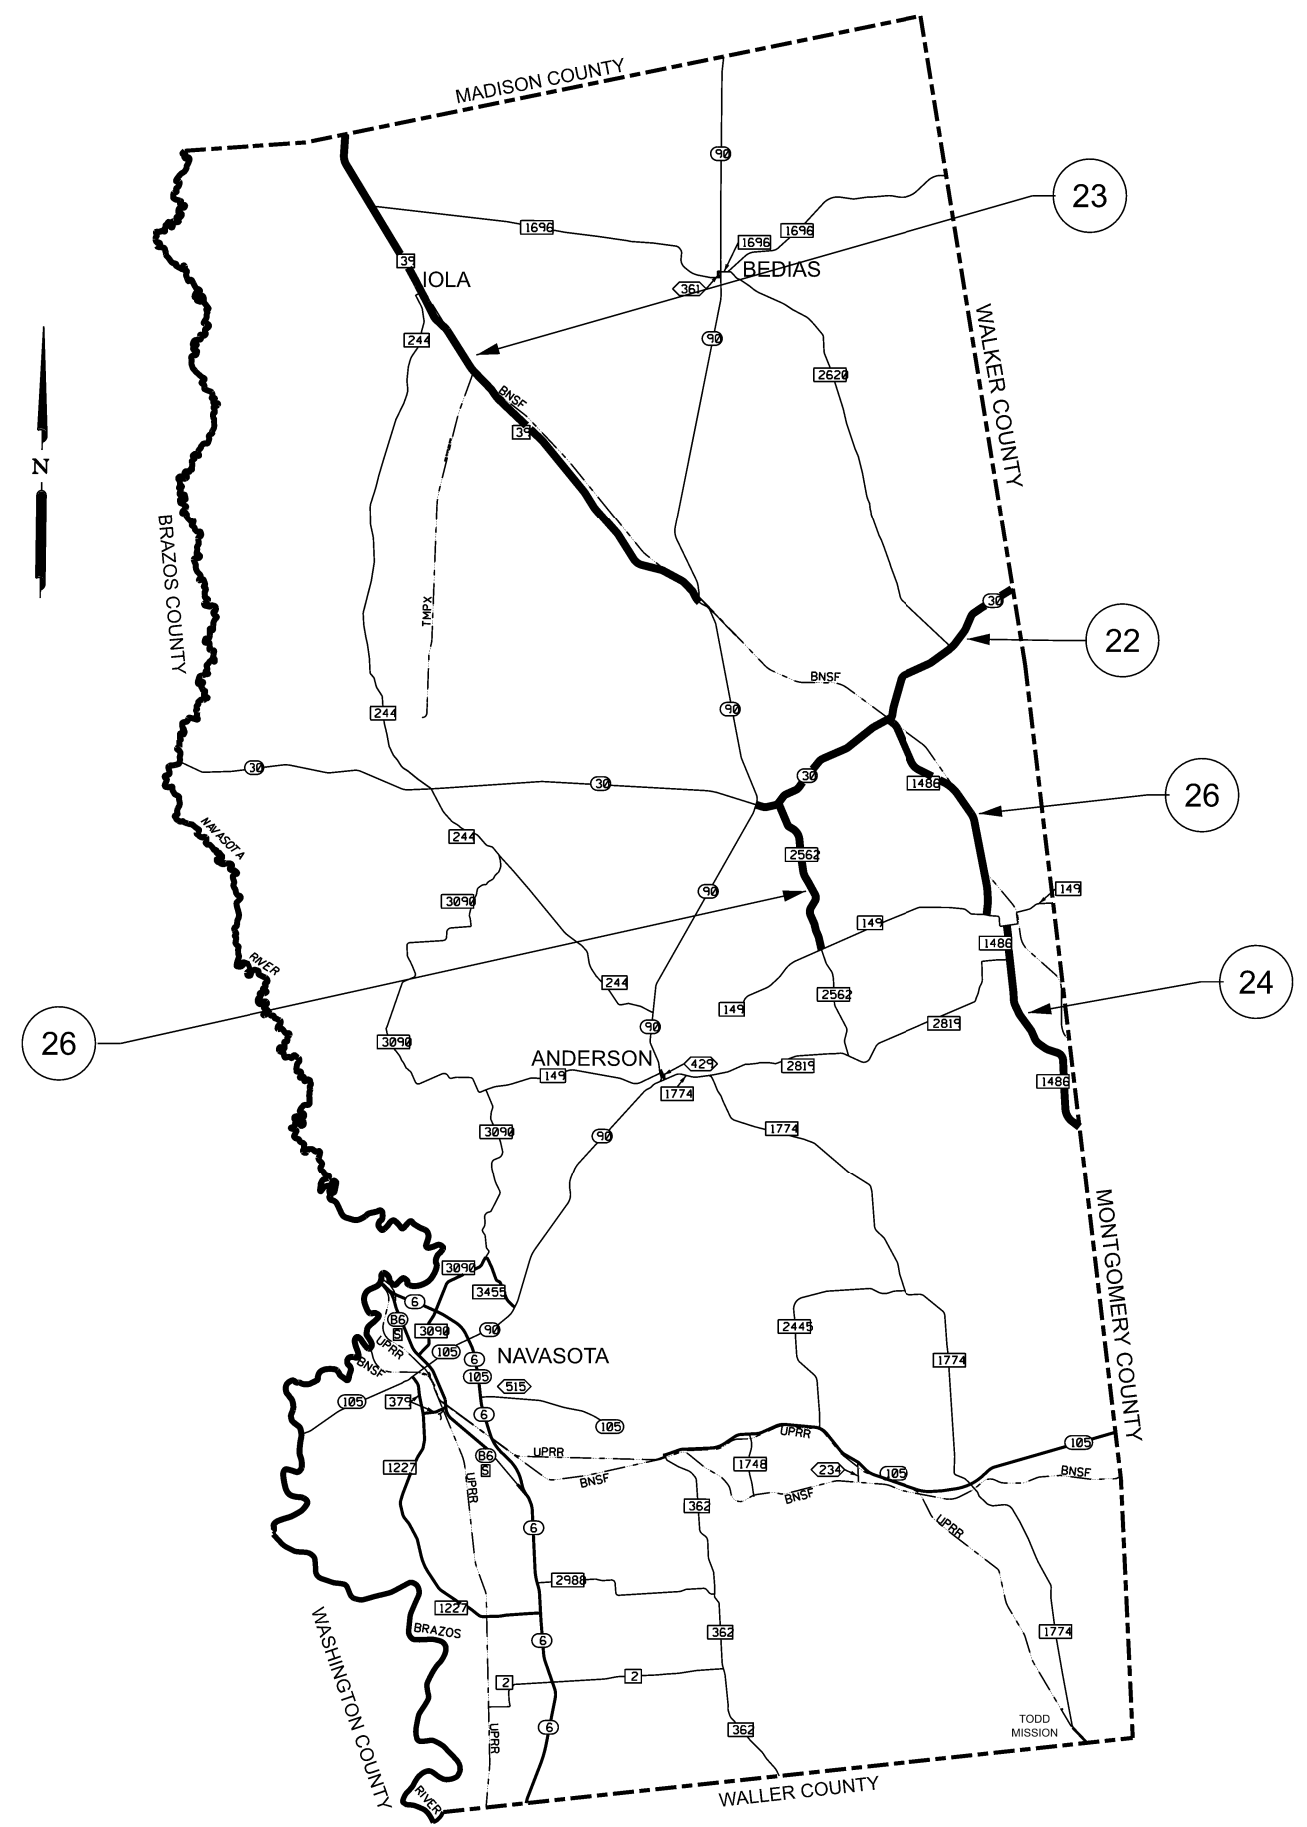 MADISON COUNTY
90
23
1696
1696
1696
39
IOLA
BEDIAS
361
244
90
WALKER COUNTY
2620
BNSF
39
N
BRAZOS COUNTY
TMPX
30
22
BNSF
244
90
30
30
30
1486
26
NAVASOTA
244
2562
149
90
3090
149
1486
RIVER
244
24
2562
149
90
2819
26
3090
ANDERSON
429
2819
149
1774
1486
3090
90
1774
MONTGOMERY COUNTY
3090
3455
6
B6
S
3090
90
2445
UPRR
105
6
NAVASOTA
1774
BNSF
105
515
379
105
6
105
UPRR
105
B6
S
UPRR
1748
234
105
BNSF
1227
UPRR
BNSF
BNSF
362
UPRR
6
2988
1227
WASHINGTON COUNTY
BRAZOS
362
1774
6
2
2
TODD
MISSION
6
362
UPRR
RIVER
WALLER COUNTY